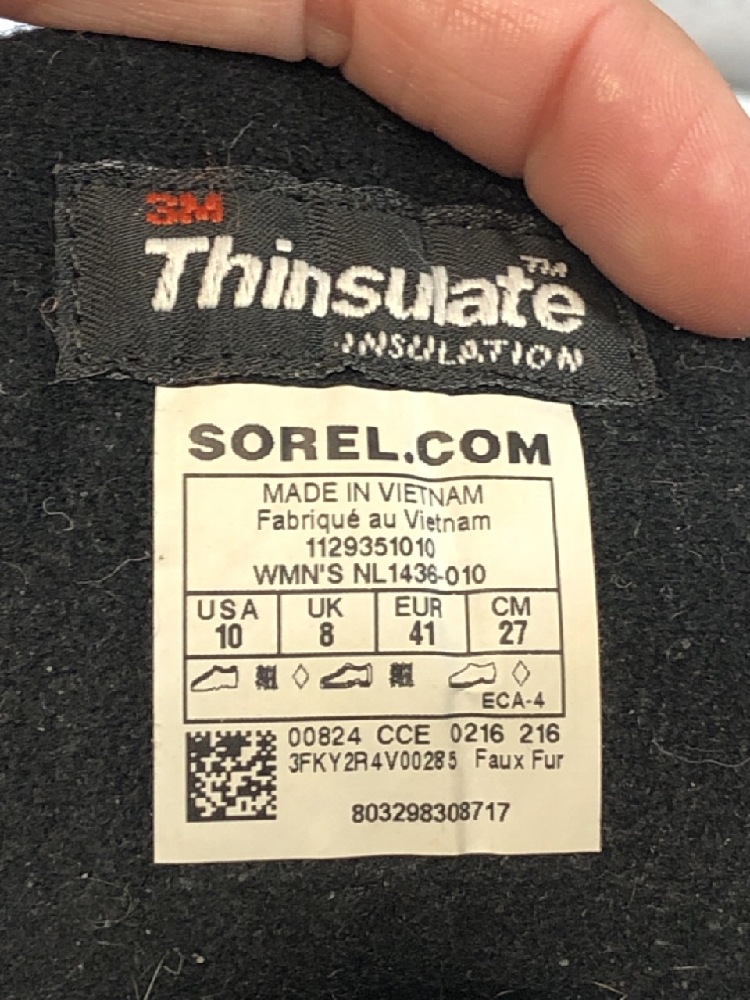 3M
Thinsulate™
INSULATION
SOREL.COM
MADE IN VIETNAM
Fabriqué au Vietnam
1129351010
WMN'S NL1436-010
USA UK EUR CM
10 8 41 27
ECA-4
00824 CCE 0216 216
3FKY2R4V00285 Faux Fur
803298308717